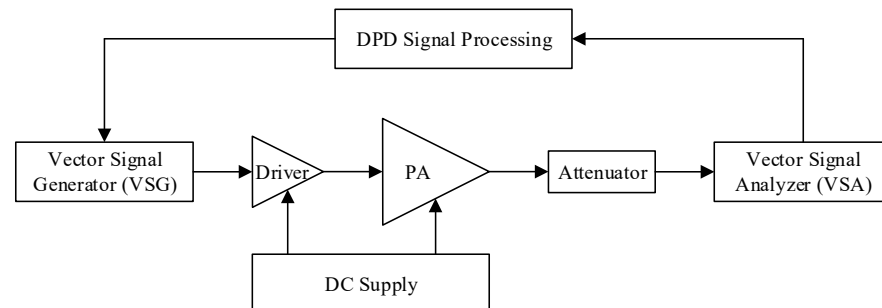 DPD Signal Processing
Vector Signal
Generator (VSG)
Driver
PA
Attenuator
Vector Signal
Analyzer (VSA)
DC Supply